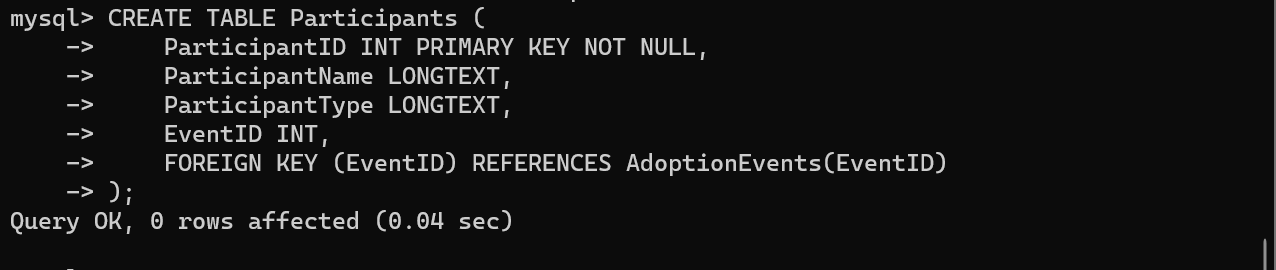 mysql> CREATE TABLE Participants (
    ->     ParticipantID INT PRIMARY KEY NOT NULL,
    ->     ParticipantName LONGTEXT,
    ->     ParticipantType LONGTEXT,
    ->     EventID INT,
    ->     FOREIGN KEY (EventID) REFERENCES AdoptionEvents(EventID)
    -> );
Query OK, 0 rows affected (0.04 sec)